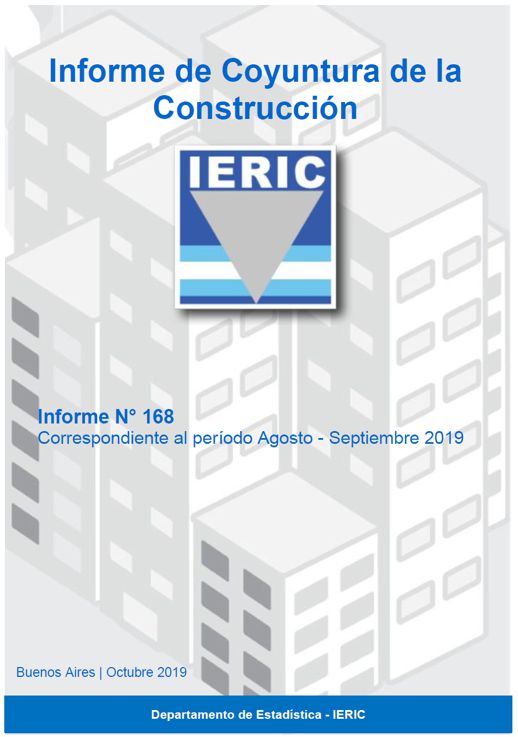 Informe de Coyuntura de la
Construcción
IERIC
Informe N° 168
Correspondiente al período Agosto - Septiembre 2019
Buenos Aires | Octubre 2019
Departamento de Estadística - IERIC